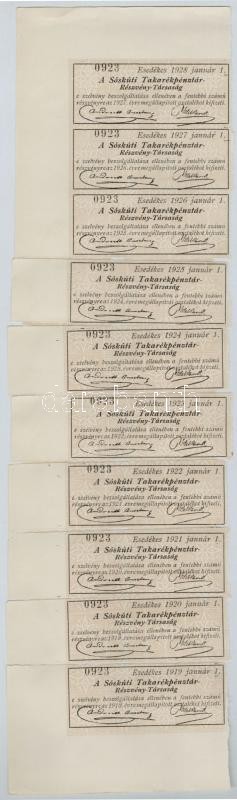 0923 Esedékes 1928 január 1.
A Sóskúti Takarékpénztár-
Részvény-Társaság
e szelvény beszolgáltatása ellenében a fentebbi számú
részvényre az 1927. évre megállapított osztalékot kifizeti.
0923 Esedékes 1927 január 1.
A Sóskúti Takarékpénztár-
Részvény-Társaság
e szelvény beszolgáltatása ellenében a fentebbi számú
részvényre az 1926. évre megállapított osztalékot kifizeti.
0923 Esedékes 1926 január 1.
A Sóskúti Takarékpénztár-
Részvény-Társaság
e szelvény beszolgáltatása ellenében a fentebbi számú
részvényre az 1925. évre megállapított osztalékot kifizeti.
0923 Esedékes 1925 január 1.
A Sóskúti Takarékpénztár-
Részvény-Társaság
e szelvény beszolgáltatása ellenében a fentebbi számú
részvényre az 1924. évre megállapított osztalékot kifizeti.
0923 Esedékes 1924 január 1.
A Sóskúti Takarékpénztár-
Részvény-Társaság
e szelvény beszolgáltatása ellenében a fentebbi számú
részvényre az 1923. évre megállapított osztalékot kifizeti.
0923 Esedékes 1923 január 1.
A Sóskúti Takarékpénztár-
Részvény-Társaság
e szelvény beszolgáltatása ellenében a fentebbi számú
részvényre az 1922. évre megállapított osztalékot kifizeti.
0923 Esedékes 1922 január 1.
A Sóskúti Takarékpénztár-
Részvény-Társaság
e szelvény beszolgáltatása ellenében a fentebbi számú
részvényre az 1921. évre megállapított osztalékot kifizeti.
0923 Esedékes 1921 január 1.
A Sóskúti Takarékpénztár-
Részvény-Társaság
e szelvény beszolgáltatása ellenében a fentebbi számú
részvényre az 1920. évre megállapított osztalékot kifizeti.
0923 Esedékes 1920 január 1.
A Sóskúti Takarékpénztár-
Részvény-Társaság
e szelvény beszolgáltatása ellenében a fentebbi számú
részvényre az 1919. évre megállapított osztalékot kifizeti.
0923 Esedékes 1919 január 1.
A Sóskúti Takarékpénztár-
Részvény-Társaság
e szelvény beszolgáltatása ellenében a fentebbi számú
részvényre az 1918. évre megállapított osztalékot kifizeti.